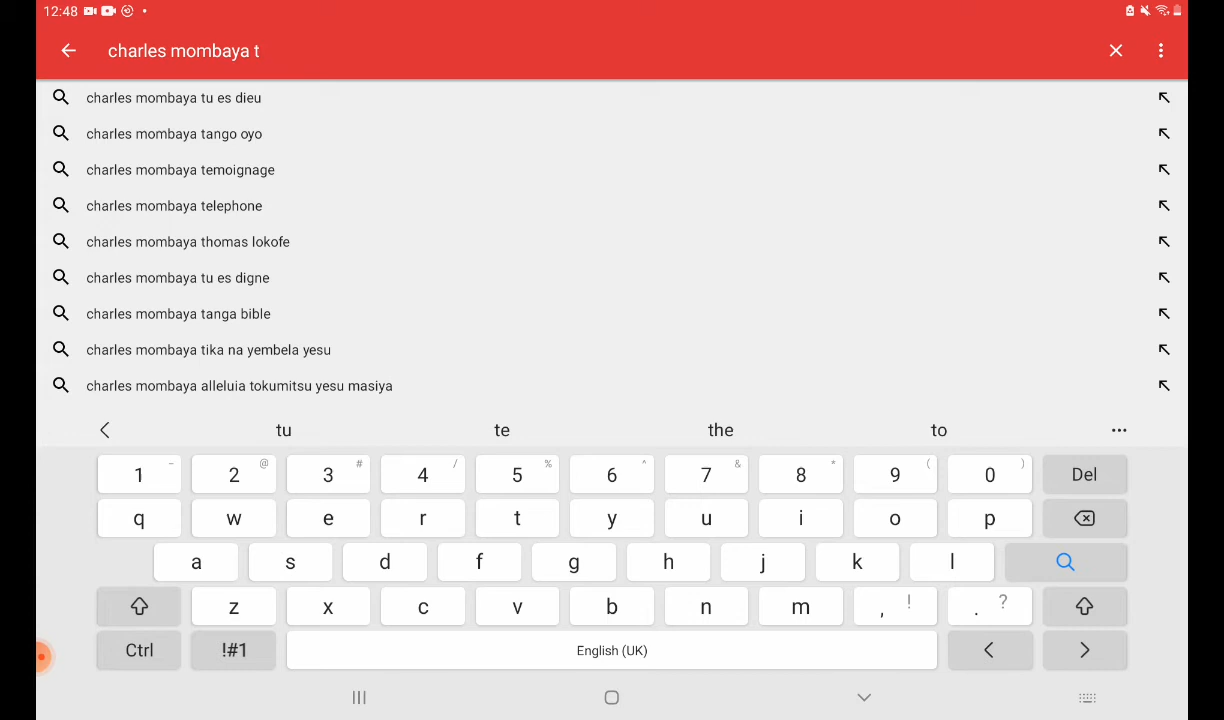 12:48
charles mombaya t
charles mombaya tu es dieu
charles mombaya tango oyo
charles mombaya temoignage
charles mombaya telephone
charles mombaya thomas lokofe
charles mombaya tu es digne
charles mombaya tanga bible
charles mombaya tika na yembela yesu
charles mombaya alleluia tokumitsu yesu masiya
tu te the to ...
1 - 2 @ 3 # 4 / 5 % 6 ^ 7 & 8 * 9 ( 0 ) Del
q w e r t y u i o p
a s d f g h j k l
z x c v b n m , ! . ?
Ctrl !#1 English (UK) < >